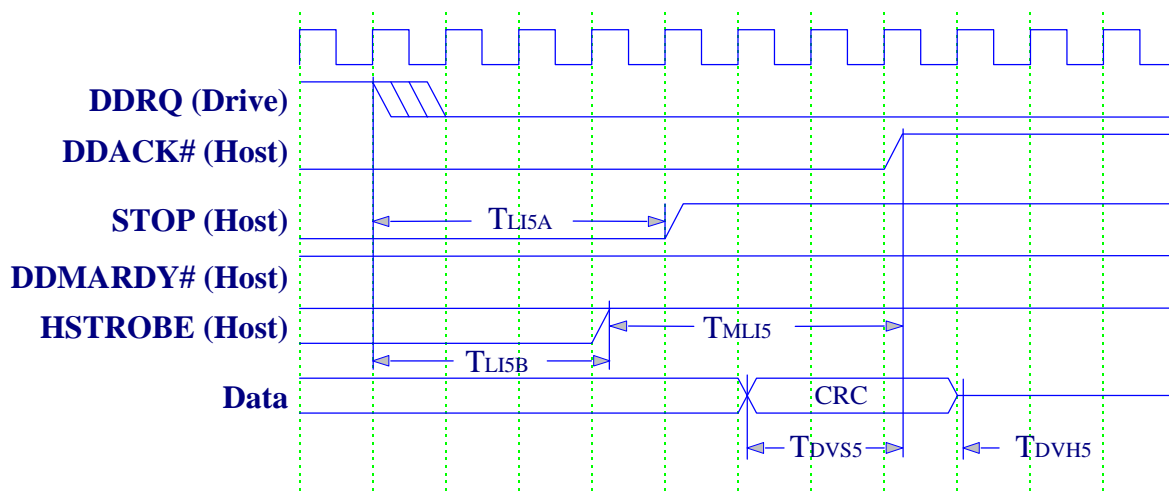 DDRQ (Drive)
DDACK# (Host)
STOP (Host)
TLI5A
DDMARDY# (Host)
HSTROBE (Host)
TMLI5
TLI5B
Data
CRC
TDVS5
TDVH5